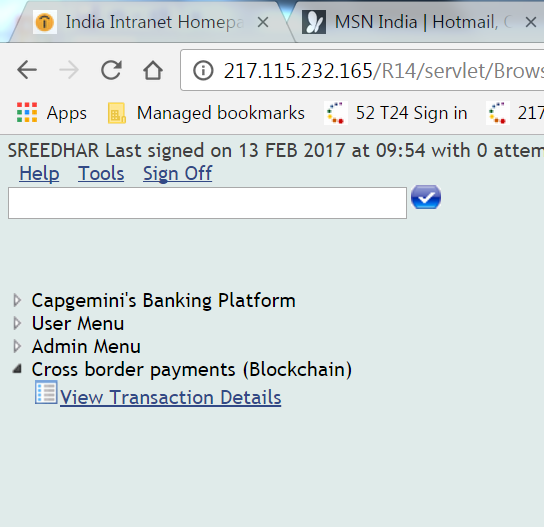 India Intranet Homepa
MSN India | Hotmail,
217.115.232.165/R14/servlet/Brows
Apps Managed bookmarks 52 T24 Sign in 217
SREEDHAR Last signed on 13 FEB 2017 at 09:54 with 0 attem
Help Tools Sign Off
Capgemini's Banking Platform
User Menu
Admin Menu
Cross border payments (Blockchain)
View Transaction Details